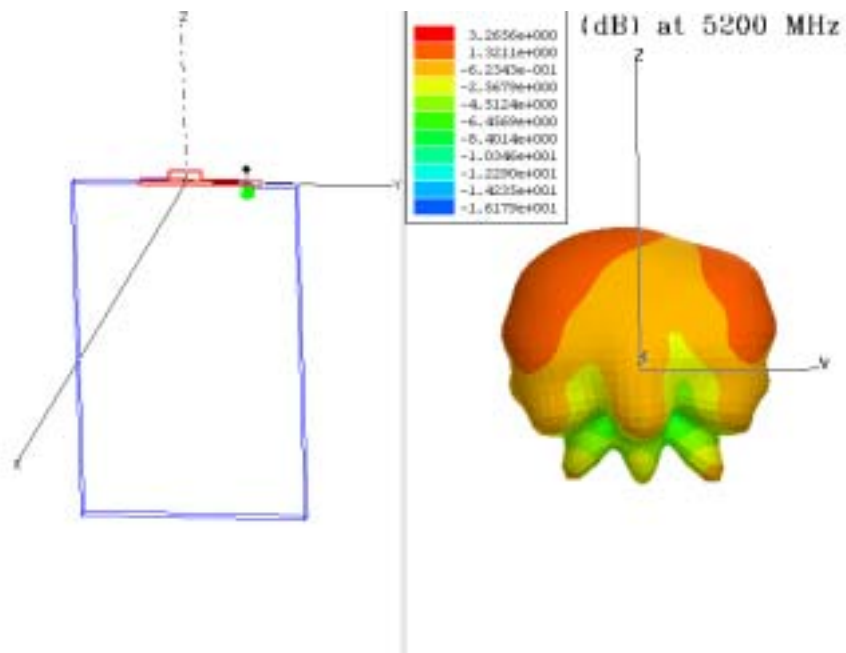 Z
Y
X
3.2656e+000
1.3211e+000
-6.2343e-001
-2.5679e+000
-4.5124e+000
-6.4569e+000
-8.4014e+000
-1.0346e+001
-1.2290e+001
-1.4235e+001
-1.6179e+001
(dB) at 5200 MHz
Z
Y